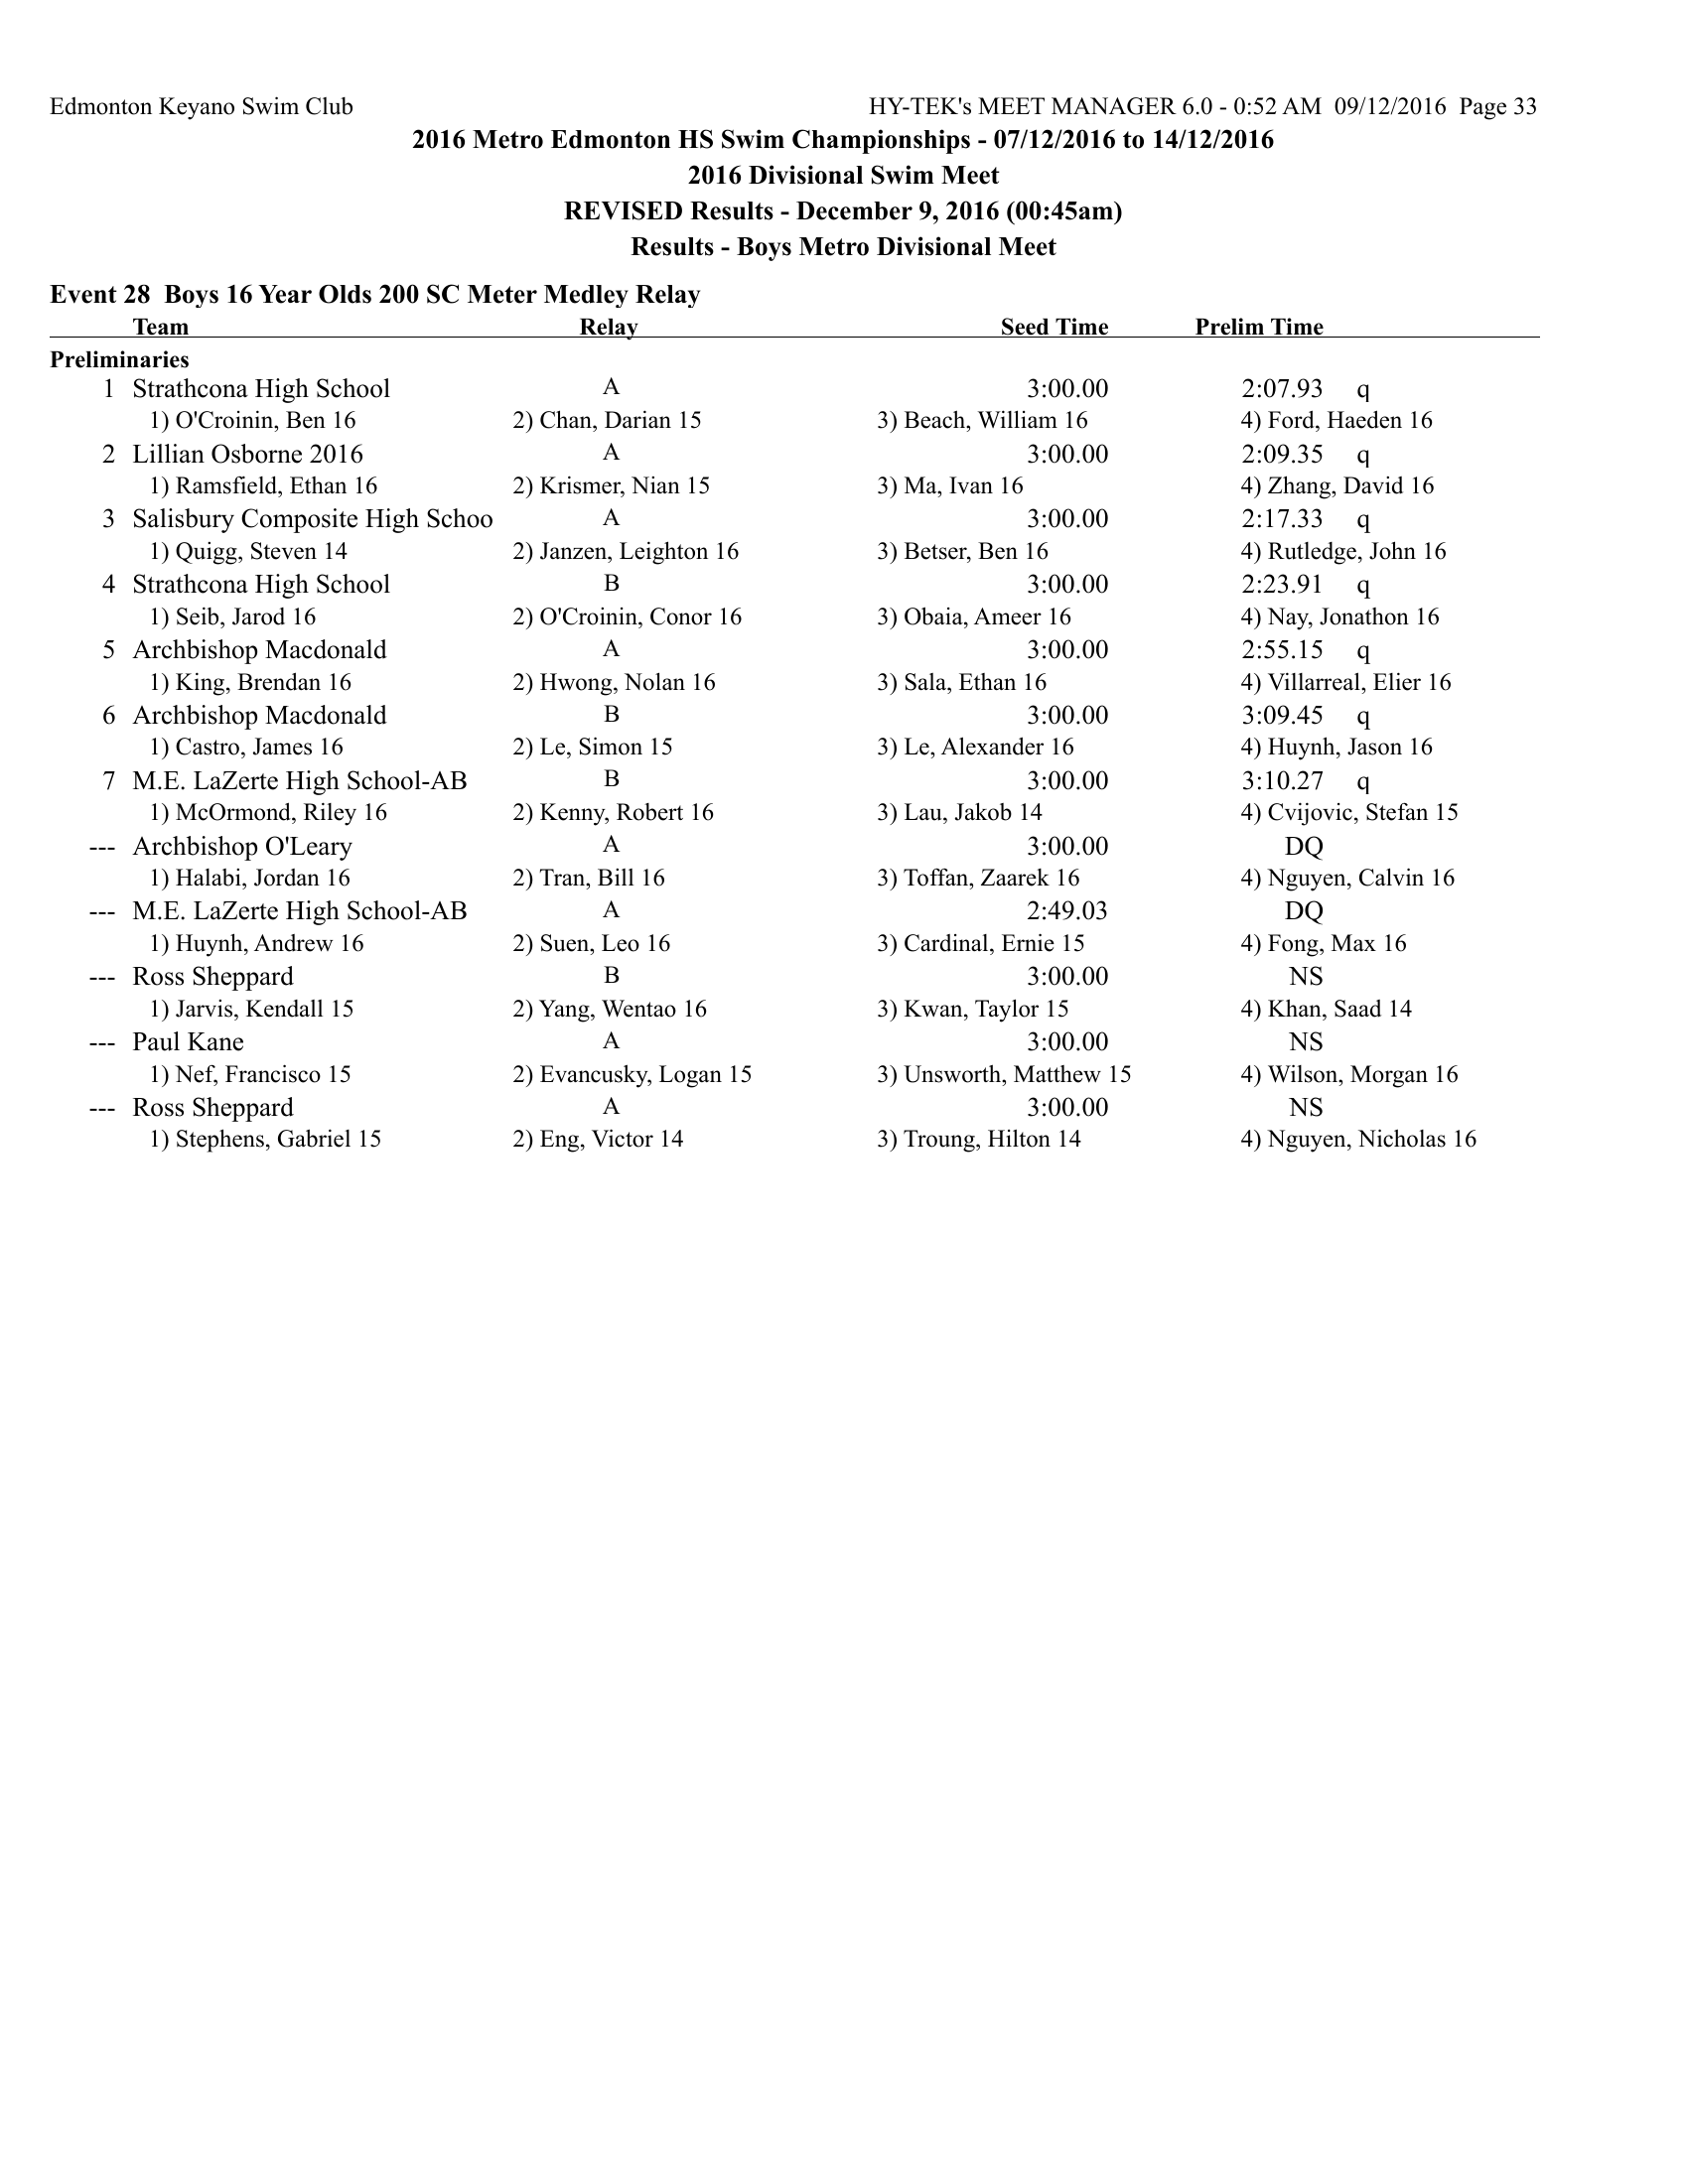 Edmonton Keyano Swim Club HY-TEK's MEET MANAGER 6.0 - 0:52 AM 09/12/2016 Page 33
2016 Metro Edmonton HS Swim Championships - 07/12/2016 to 14/12/2016
2016 Divisional Swim Meet
REVISED Results - December 9, 2016 (00:45am)
Results - Boys Metro Divisional Meet
Event 28 Boys 16 Year Olds 200 SC Meter Medley Relay
Team Relay Seed Time Prelim Time
Preliminaries
1 Strathcona High School A 3:00.00 2:07.93 q
1) O'Croinin, Ben 16 2) Chan, Darian 15 3) Beach, William 16 4) Ford, Haeden 16
2 Lillian Osborne 2016 A 3:00.00 2:09.35 q
1) Ramsfield, Ethan 16 2) Krismer, Nian 15 3) Ma, Ivan 16 4) Zhang, David 16
3 Salisbury Composite High Schoo A 3:00.00 2:17.33 q
1) Quigg, Steven 14 2) Janzen, Leighton 16 3) Betser, Ben 16 4) Rutledge, John 16
4 Strathcona High School B 3:00.00 2:23.91 q
1) Seib, Jarod 16 2) O'Croinin, Conor 16 3) Obaia, Ameer 16 4) Nay, Jonathon 16
5 Archbishop Macdonald A 3:00.00 2:55.15 q
1) King, Brendan 16 2) Hwong, Nolan 16 3) Sala, Ethan 16 4) Villarreal, Elier 16
6 Archbishop Macdonald B 3:00.00 3:09.45 q
1) Castro, James 16 2) Le, Simon 15 3) Le, Alexander 16 4) Huynh, Jason 16
7 M.E. LaZerte High School-AB B 3:00.00 3:10.27 q
1) McOrmond, Riley 16 2) Kenny, Robert 16 3) Lau, Jakob 14 4) Cvijovic, Stefan 15
--- Archbishop O'Leary A 3:00.00 DQ
1) Halabi, Jordan 16 2) Tran, Bill 16 3) Toffan, Zaarek 16 4) Nguyen, Calvin 16
--- M.E. LaZerte High School-AB A 2:49.03 DQ
1) Huynh, Andrew 16 2) Suen, Leo 16 3) Cardinal, Ernie 15 4) Fong, Max 16
--- Ross Sheppard B 3:00.00 NS
1) Jarvis, Kendall 15 2) Yang, Wentao 16 3) Kwan, Taylor 15 4) Khan, Saad 14
--- Paul Kane A 3:00.00 NS
1) Nef, Francisco 15 2) Evancusky, Logan 15 3) Unsworth, Matthew 15 4) Wilson, Morgan 16
--- Ross Sheppard A 3:00.00 NS
1) Stephens, Gabriel 15 2) Eng, Victor 14 3) Troung, Hilton 14 4) Nguyen, Nicholas 16